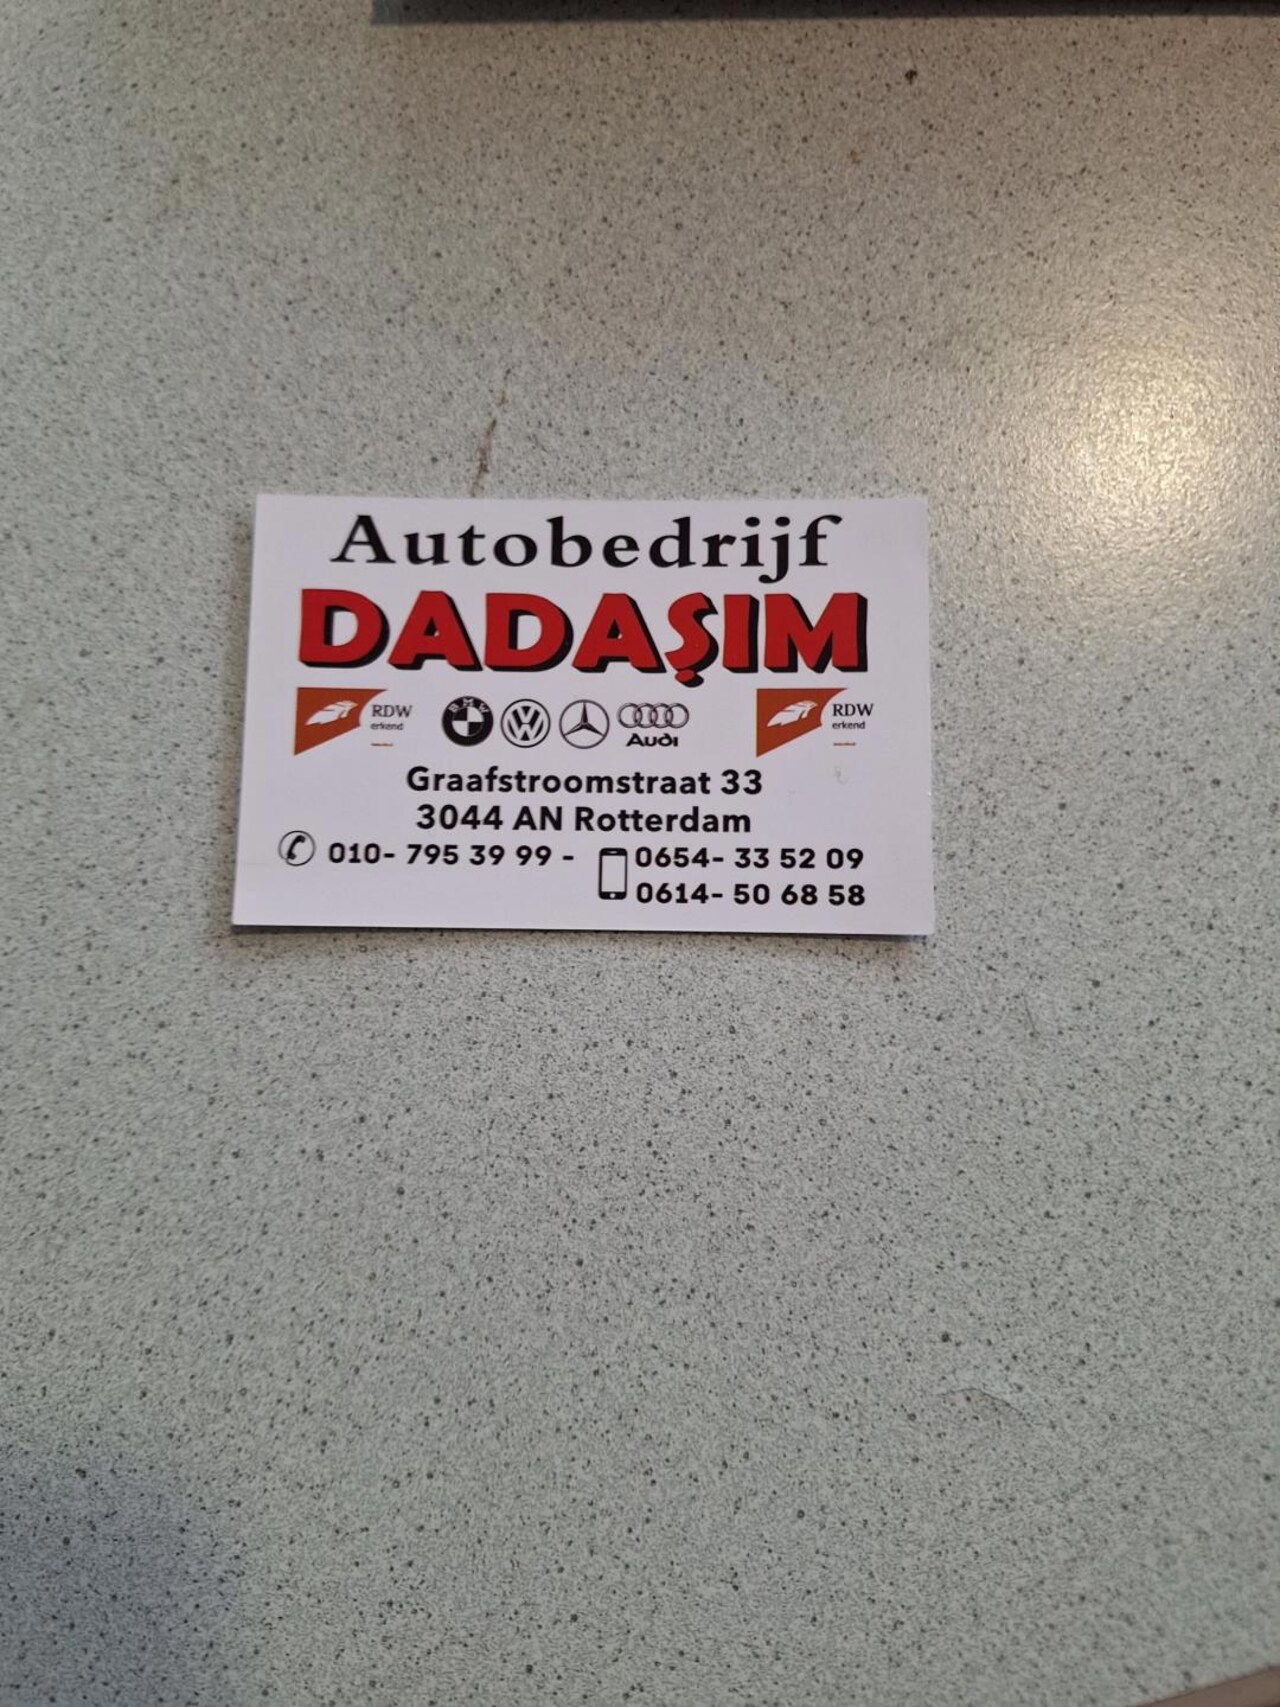 Autobedrijf
DADAŞIM
RDW
erkend
BMW
Audi
RDW
erkend
Graafstroomstraat 33
3044 AN Rotterdam
010- 795 39 99 - 0654- 33 52 09
0614- 50 68 58